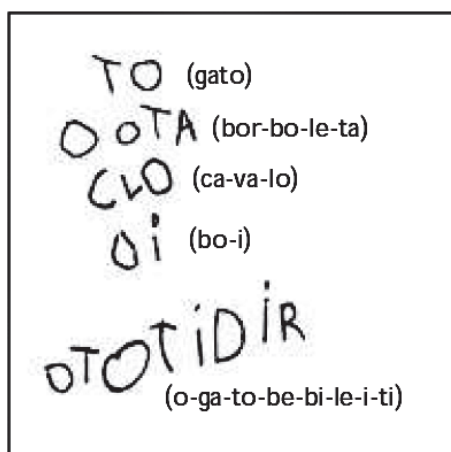 TO (gato)
O OTA (bor-bo-le-ta)
CLO (ca-va-lo)
Oi (bo-i)
OTOTiDiR
(o-ga-to-be-bi-le-i-ti)